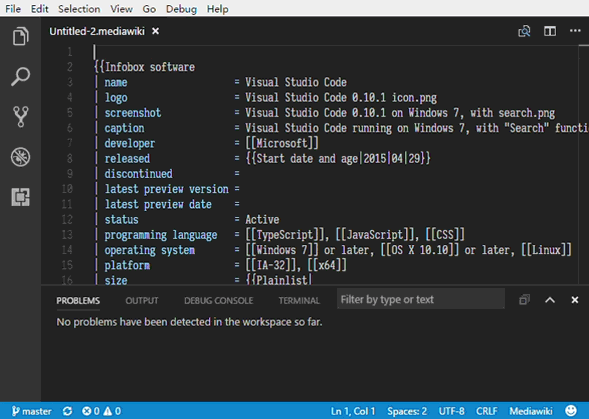 File Edit Selection View Go Debug Help
Untitled-2.mediawiki
1
2 {{Infobox software
3 | name = Visual Studio Code
4 | logo = Visual Studio Code 0.10.1 icon.png
5 | screenshot = Visual Studio Code 0.10.1 on Windows 7, with search.png
6 | caption = Visual Studio Code running on Windows 7, with "Search" functi
7 | developer = [[Microsoft]]
8 | released = {{Start date and age|2015|04|29}}
9 | discontinued =
10 | latest preview version =
11 | latest preview date =
12 | status = Active
13 | programming language = [[TypeScript]], [[JavaScript]], [[CSS]]
14 | operating system = [[Windows 7]] or later, [[OS X 10.10]] or later, [[Linux]]
15 | platform = [[IA-32]], [[x64]]
16 | size = {{Plainlist|
PROBLEMS OUTPUT DEBUG CONSOLE TERMINAL Filter by type or text
No problems have been detected in the workspace so far.
master 0 0 Ln 1, Col 1 Spaces: 2 UTF-8 CRLF Mediawiki